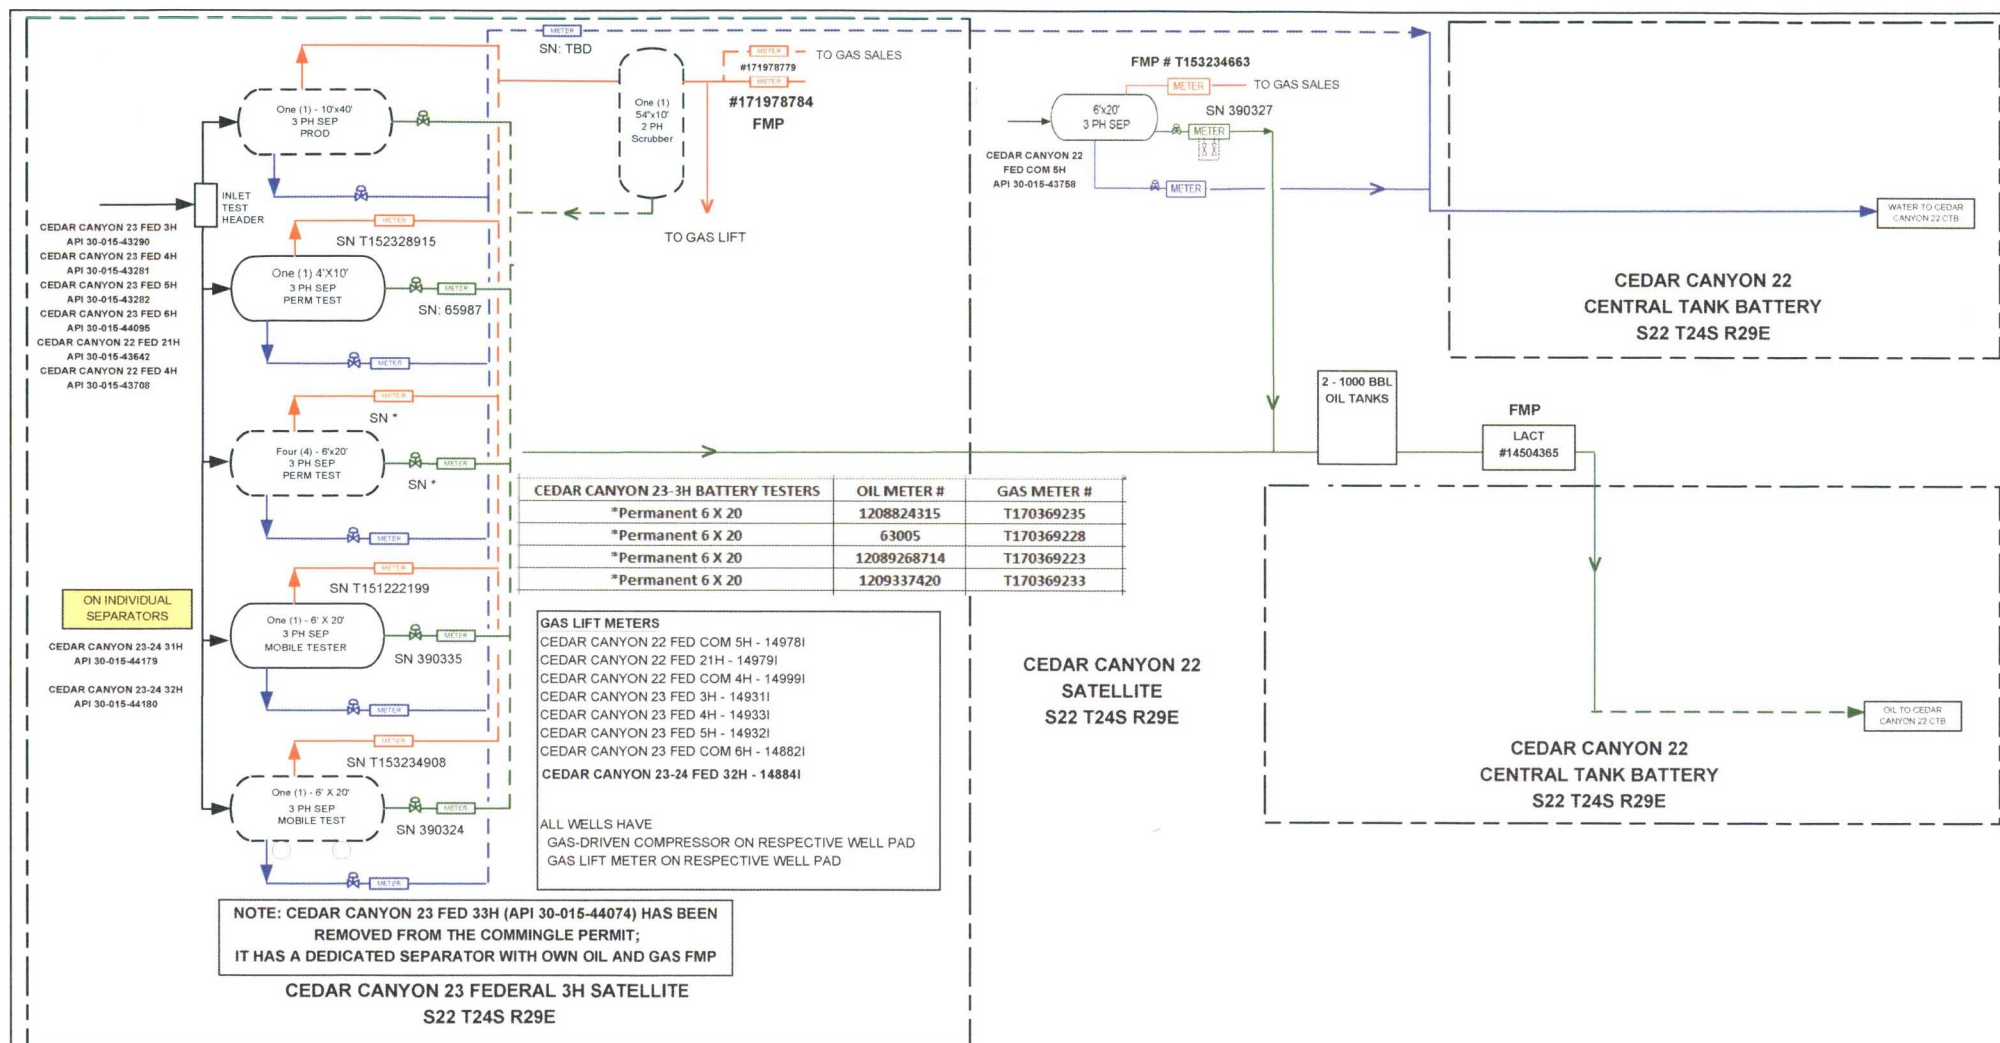 METER
SN: TBD
One (1) - 10'x40'
3 PH SEP
PROD
One (1)
54"x10'
2 PH
Scrubber
METER
TO GAS SALES
#171978779
METER
#171978784
FMP
TO GAS LIFT
INLET
TEST
HEADER
CEDAR CANYON 23 FED 3H
API 30-015-43290
CEDAR CANYON 23 FED 4H
API 30-015-43281
CEDAR CANYON 23 FED 5H
API 30-015-43282
CEDAR CANYON 23 FED 6H
API 30-015-44095
CEDAR CANYON 22 FED 21H
API 30-015-43642
CEDAR CANYON 22 FED 4H
API 30-015-43708
METER
SN T152328915
One (1) 4'X10'
3 PH SEP
PERM TEST
METER
SN: 65987
METER
METER
SN *
Four (4) - 6'x20'
3 PH SEP
PERM TEST
METER
SN *
METER
METER
SN T151222199
ON INDIVIDUAL
SEPARATORS
CEDAR CANYON 23-24 31H
API 30-015-44179
CEDAR CANYON 23-24 32H
API 30-015-44180
One (1) - 6' X 20'
3 PH SEP
MOBILE TESTER
METER
SN 390335
METER
METER
SN T153234908
One (1) - 6' X 20'
3 PH SEP
MOBILE TEST
METER
SN 390324
METER
NOTE: CEDAR CANYON 23 FED 33H (API 30-015-44074) HAS BEEN
REMOVED FROM THE COMMINGLE PERMIT;
IT HAS A DEDICATED SEPARATOR WITH OWN OIL AND GAS FMP
CEDAR CANYON 23 FEDERAL 3H SATELLITE
S22 T24S R29E
CEDAR CANYON 23-3H BATTERY TESTERS OIL METER # GAS METER #
*Permanent 6 X 20 1208824315 T170369235
*Permanent 6 X 20 63005 T170369228
*Permanent 6 X 20 12089268714 T170369223
*Permanent 6 X 20 1209337420 T170369233
GAS LIFT METERS
CEDAR CANYON 22 FED COM 5H - 14978I
CEDAR CANYON 22 FED 21H - 14979I
CEDAR CANYON 22 FED COM 4H - 14999I
CEDAR CANYON 23 FED 3H - 14931I
CEDAR CANYON 23 FED 4H - 14933I
CEDAR CANYON 23 FED 5H - 14932I
CEDAR CANYON 23 FED COM 6H - 14882I
CEDAR CANYON 23-24 FED 32H - 14884I
ALL WELLS HAVE
GAS-DRIVEN COMPRESSOR ON RESPECTIVE WELL PAD
GAS LIFT METER ON RESPECTIVE WELL PAD
FMP # T153234663
METER
TO GAS SALES
6'x20'
3 PH SEP
SN 390327
METER
CEDAR CANYON 22
FED COM 5H
API 30-015-43758
METER
WATER TO CEDAR
CANYON 22 CTB
CEDAR CANYON 22
CENTRAL TANK BATTERY
S22 T24S R29E
2 - 1000 BBL
OIL TANKS
FMP
LACT
#14504365
CEDAR CANYON 22
SATELLITE
S22 T24S R29E
OIL TO CEDAR
CANYON 22 CTB
CEDAR CANYON 22
CENTRAL TANK BATTERY
S22 T24S R29E